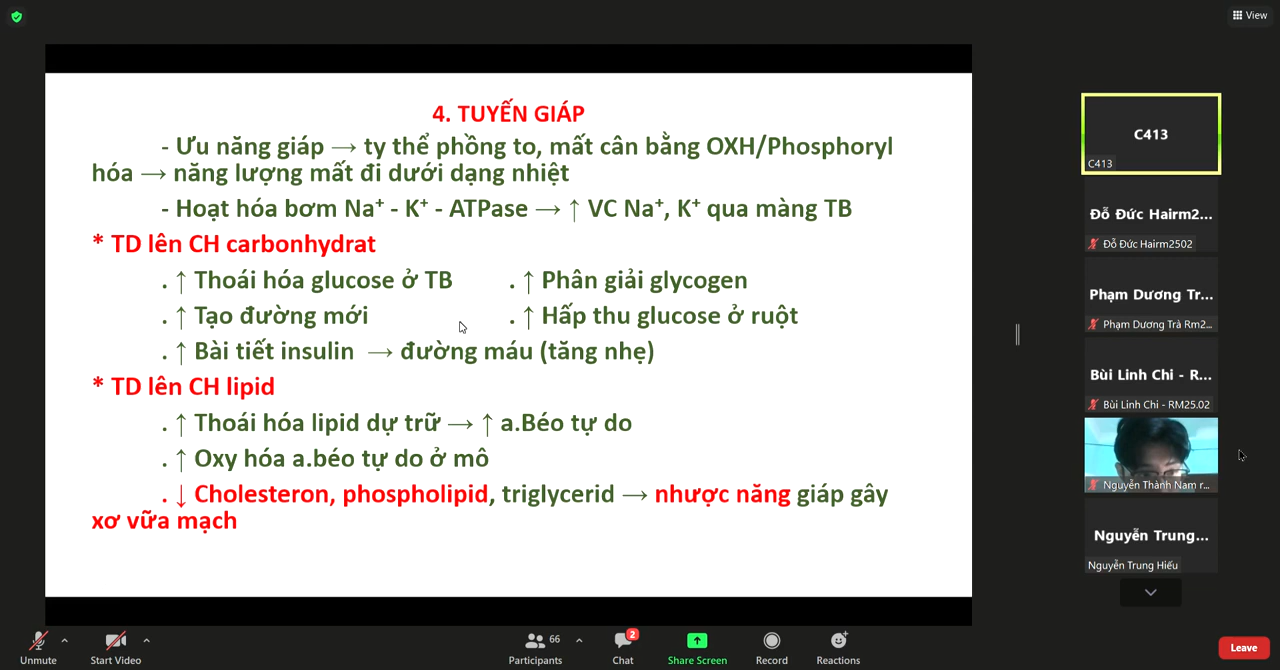 View
4. TUYẾN GIÁP
- Ưu năng giáp → ty thể phồng to, mất cân bằng OXH/Phosphoryl
hóa → năng lượng mất đi dưới dạng nhiệt
- Hoạt hóa bơm Na⁺ - K⁺ - ATPase → ↑ VC Na⁺, K⁺ qua màng TB
* TD lên CH carbonhydrat
. ↑ Thoái hóa glucose ở TB . ↑ Phân giải glycogen
. ↑ Tạo đường mới . ↑ Hấp thu glucose ở ruột
. ↑ Bài tiết insulin → đường máu (tăng nhẹ)
* TD lên CH lipid
. ↑ Thoái hóa lipid dự trữ → ↑ a.Béo tự do
. ↑ Oxy hóa a.béo tự do ở mô
. ↓ Cholesteron, phospholipid, triglycerid → nhược năng giáp gây
xơ vữa mạch
C413
C413
Đỗ Đức Hairm2...
Đỗ Đức Hairm2502
Phạm Dương Tr...
Phạm Dương Trà Rm2...
Bùi Linh Chi - R...
Bùi Linh Chi - RM25.02
Nguyễn Thành Nam r...
Nguyễn Trung...
Nguyễn Trung Hiếu
Unmute
Start Video
66
Participants
2
Chat
Share Screen
Record
Reactions
Leave